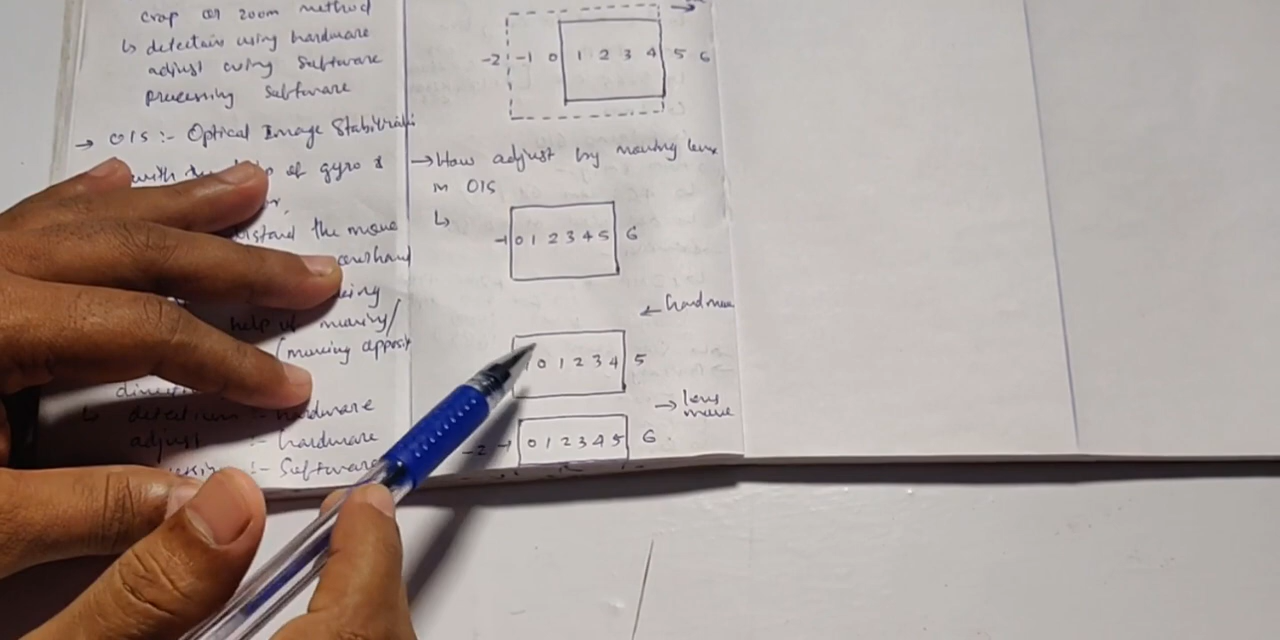 crop or zoom method
↳ detection using hardware
adjust using Software
processing Software
→ OIS :- Optical Image
of gyro &
the move
help of moving/
moving
detection :- hardware
adjust :- hardware
:- Software
-2 -1 0 1 2 3 4 5 6
→ How adjust by moving lens
in OIS
↳
-1 0 1 2 3 4 5 6
← hand move
0 1 2 3 4 5
→ lens
move
-2 -1 0 1 2 3 4 5 6